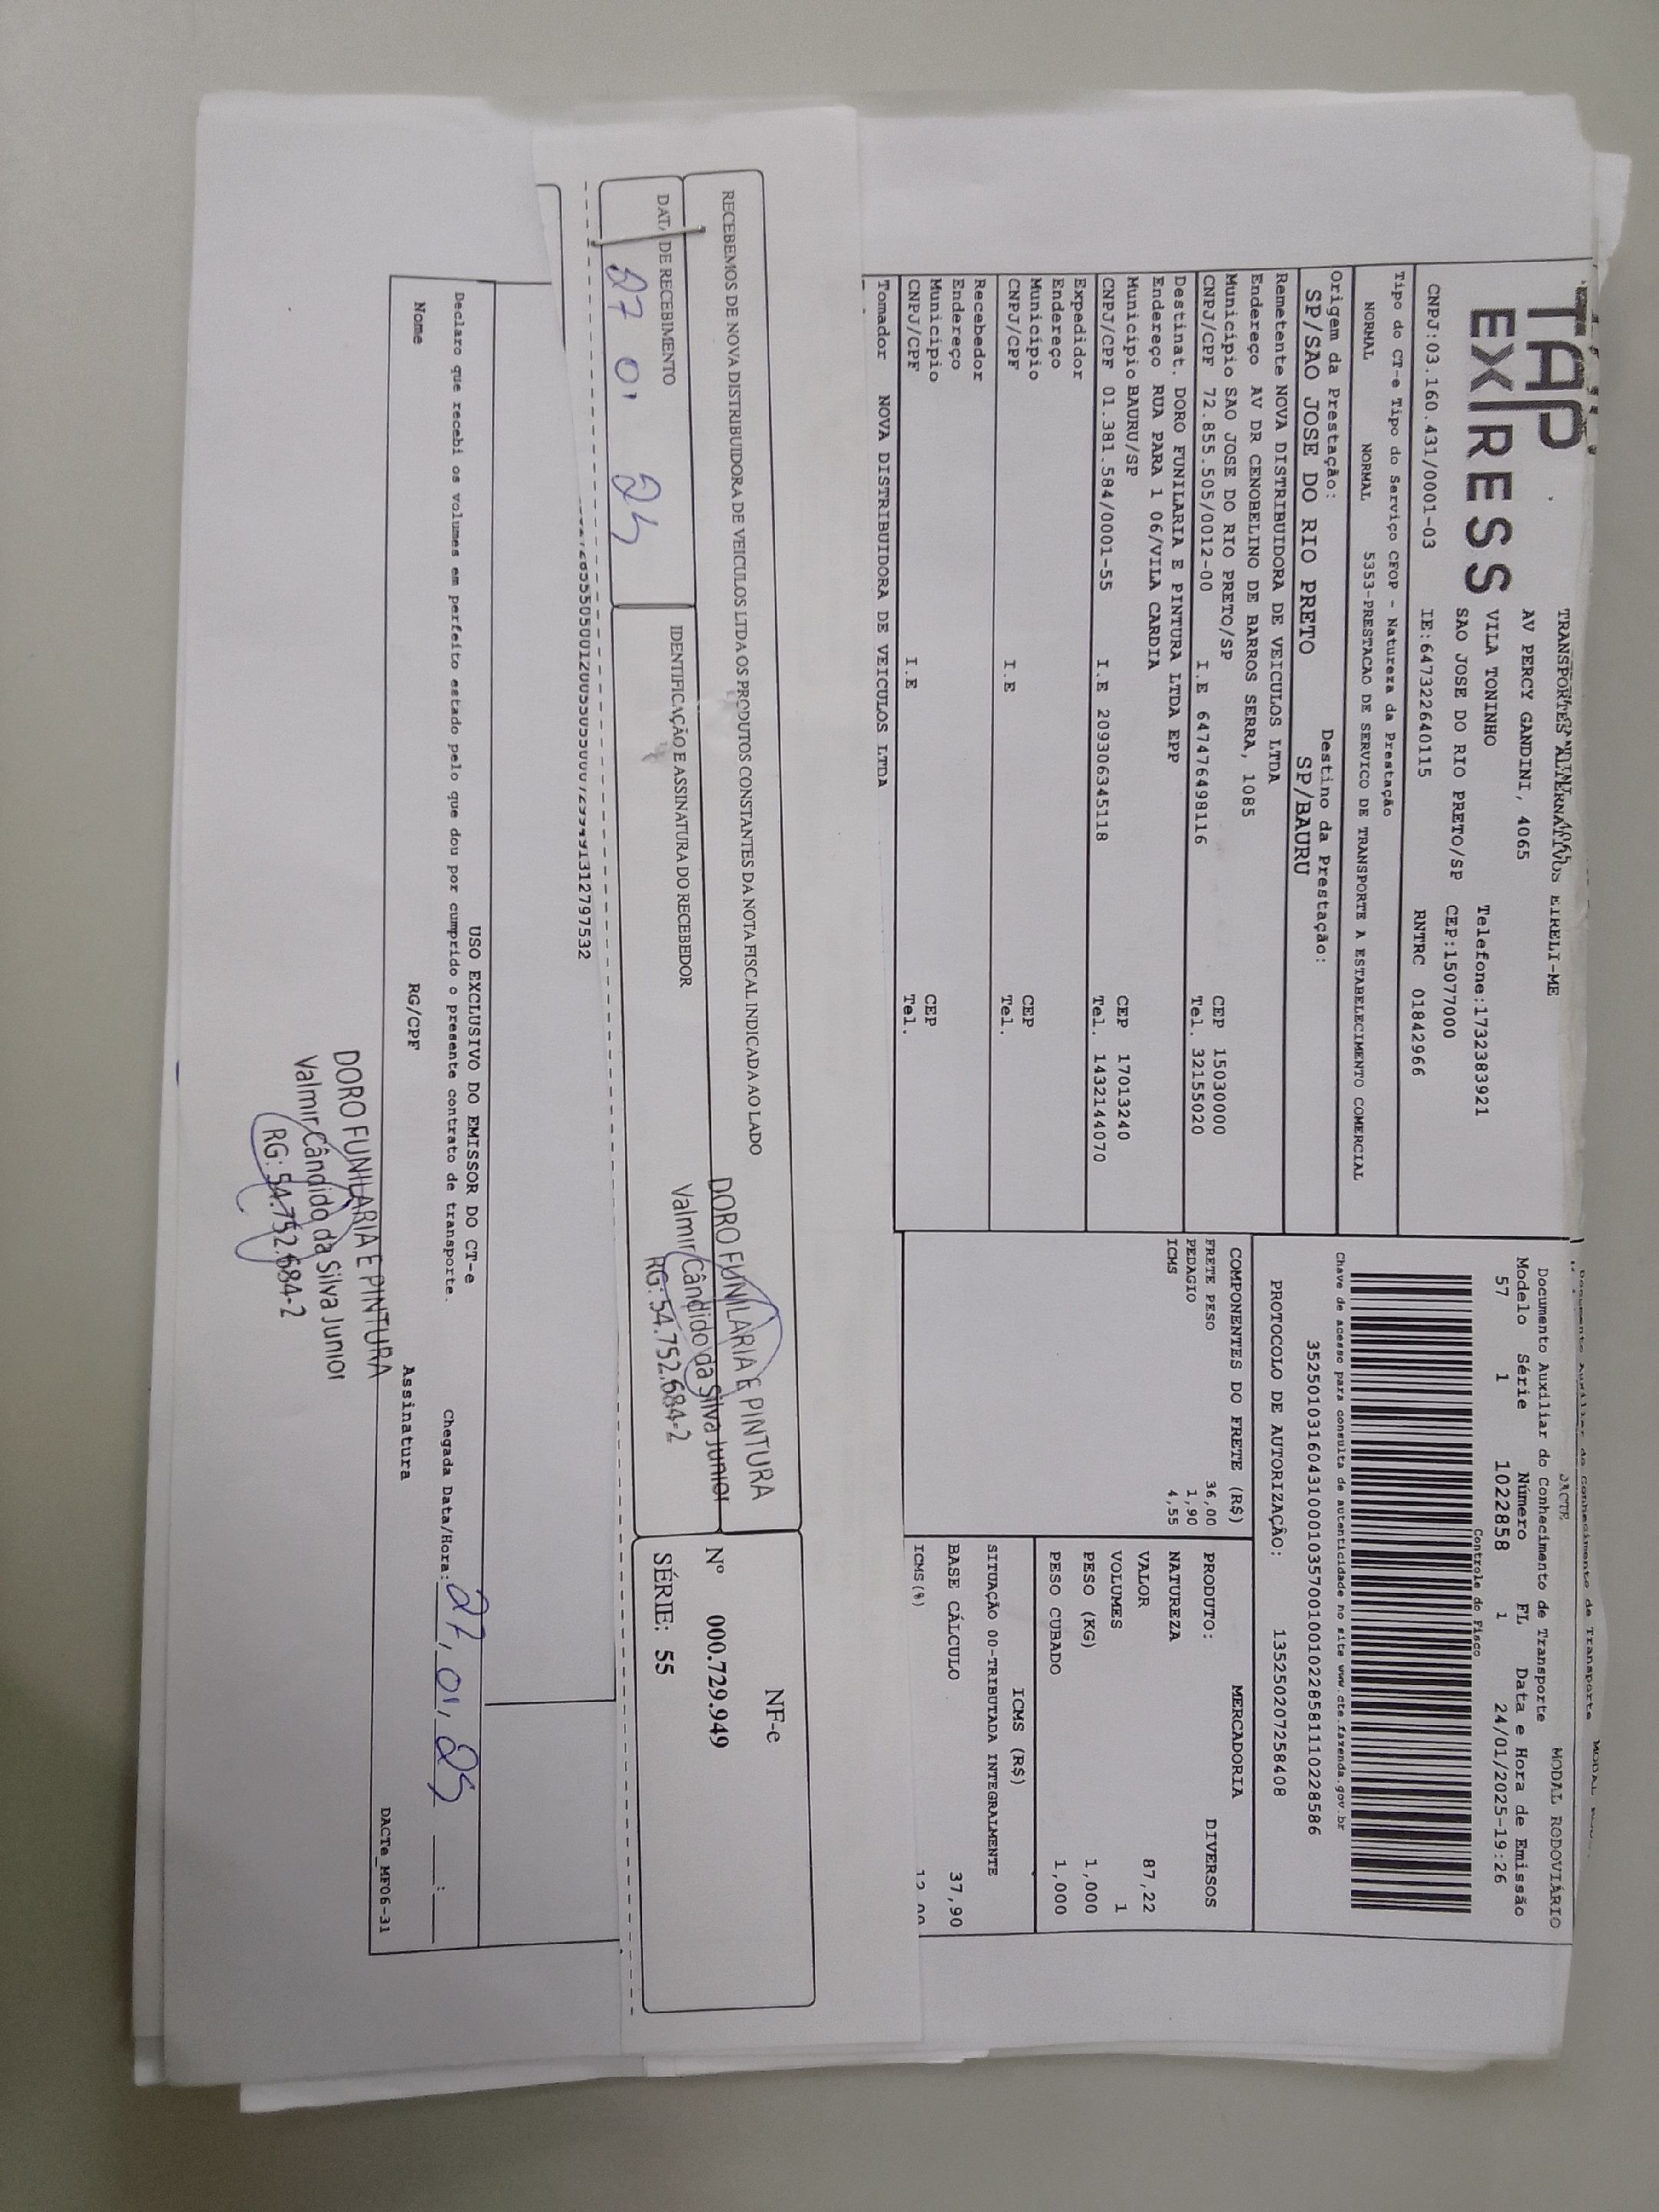 TAP
EXPRESS
TRANSPORTES ALTERNATIVOS EIRELI-ME
AV PERCY GANDINI, 4065
VILA TONINHO Telefone:1732383921
SAO JOSE DO RIO PRETO/SP CEP:15077000
CNPJ:03.160.431/0001-03 IE:647322640115 RNTRC 01842966
DACTE MODAL RODOVIÁRIO
Documento Auxiliar do Conhecimento de Transporte
Modelo Série Número FL Data e Hora de Emissão
57 1 1022858 1 24/01/2025-19:26
Controle do Fisco
Chave de acesso para consulta de autenticidade no site www.cte.fazenda.gov.br
35250103160431000103570010010228581110228586
PROTOCOLO DE AUTORIZAÇÃO: 135250207258408
Tipo do CT-e Tipo do Serviço CFOP - Natureza da Prestação
NORMAL NORMAL 5353-PRESTACAO DE SERVICO DE TRANSPORTE A ESTABELECIMENTO COMERCIAL
Origem da Prestação: Destino da Prestação:
SP/SAO JOSE DO RIO PRETO SP/BAURU
Remetente NOVA DISTRIBUIDORA DE VEICULOS LTDA
Endereço AV DR CENOBELINO DE BARROS SERRA, 1085
Município SAO JOSE DO RIO PRETO/SP CEP 15030000
CNPJ/CPF 72.855.505/0012-00 I.E 647476498116 Tel. 32155020
Destinat. DORO FUNILARIA E PINTURA LTDA EPP
Endereço RUA PARA 1 06/VILA CARDIA
Município BAURU/SP CEP 17013240
CNPJ/CPF 01.381.584/0001-55 I.E 209306345118 Tel. 1432144070
Expedidor
Endereço
Município CEP
CNPJ/CPF I.E Tel.
Recebedor
Endereço
Município CEP
CNPJ/CPF I.E Tel.
Tomador NOVA DISTRIBUIDORA DE VEICULOS LTDA
COMPONENTES DO FRETE (R$)
FRETE PESO 36,00
PEDAGIO 1,90
ICMS 4,55
MERCADORIA
PRODUTO: DIVERSOS
NATUREZA
VALOR 87,22
VOLUMES 1
PESO (KG) 1,000
PESO CUBADO 1,000
ICMS (R$)
SITUAÇÃO 00-TRIBUTADA INTEGRALMENTE
BASE CÁLCULO 37,90
ICMS(%) 12,00
RECEBEMOS DE NOVA DISTRIBUIDORA DE VEICULOS LTDA OS PRODUTOS CONSTANTES DA NOTA FISCAL INDICADA AO LADO
DATA DE RECEBIMENTO IDENTIFICAÇÃO E ASSINATURA DO RECEBEDOR
27 01 25
DORO FUNILARIA E PINTURA
Valmir Cândido da Silva Junior
RG: 54.752.684-2
NF-e
Nº 000.729.949
SÉRIE: 55
USO EXCLUSIVO DO EMISSOR DO CT-e
Declaro que recebi os volumes em perfeito estado pelo que dou por cumprido o presente contrato de transporte. Chegada Data/Hora: 27, 01, 25 __:__
Nome RG/CPF Assinatura
DORO FUNILARIA E PINTURA
Valmir Cândido da Silva Junior
RG: 54.752.684-2
DACTe_MF06-31